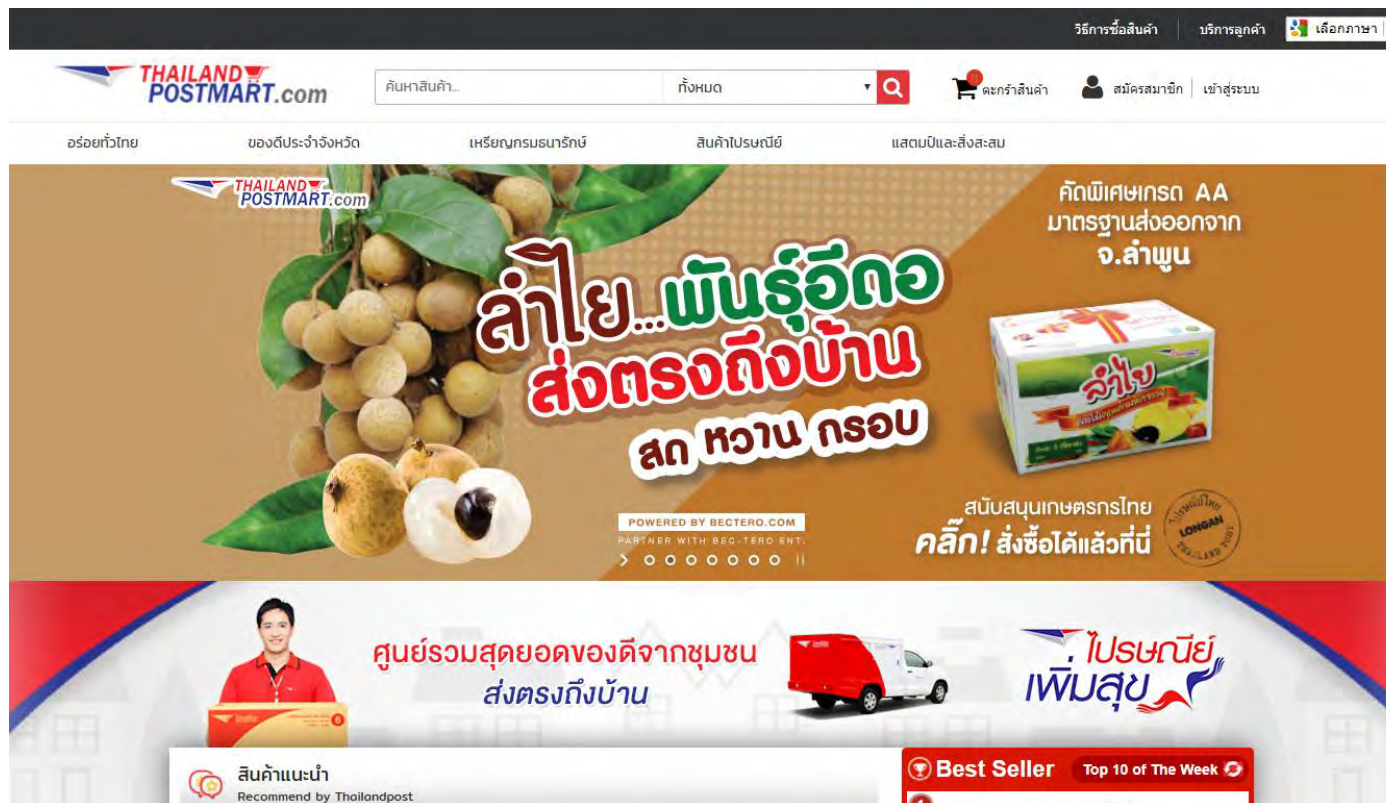 วิธีการซื้อสินค้า
บริการลูกค้า
เลือกภาษา
THAILAND
POSTMART.com
ค้นหาสินค้า...
ทั้งหมด
0
ตะกร้าสินค้า
สมัครสมาชิก
เข้าสู่ระบบ
อร่อยทั่วไทย
ของดีประจำจังหวัด
เหรียญกรมธนารักษ์
สินค้าไปรษณีย์
แสตมป์และสิ่งสะสม
THAILAND
POSTMART.com
ลำไย...พันธุ์อีดอ
ส่งตรงถึงบ้าน
สด หวาน กรอบ
คัดพิเศษเกรด AA
มาตรฐานส่งออกจาก
จ.ลำพูน
ลำไย
POWERED BY BECTERO.COM
PARTNER WITH BEC-TERO ENT.
สนับสนุนเกษตรกรไทย
คลิ๊ก! สั่งซื้อได้แล้วที่นี่
ไปรษณีย์ไทย
LONGAN
ศูนย์รวมสุดยอดของดีจากชุมชน
ส่งตรงถึงบ้าน
ไปรษณีย์
เพิ่มสุข
สินค้าแนะนำ
Recommend by Thailandpost
Best Seller
Top 10 of The Week